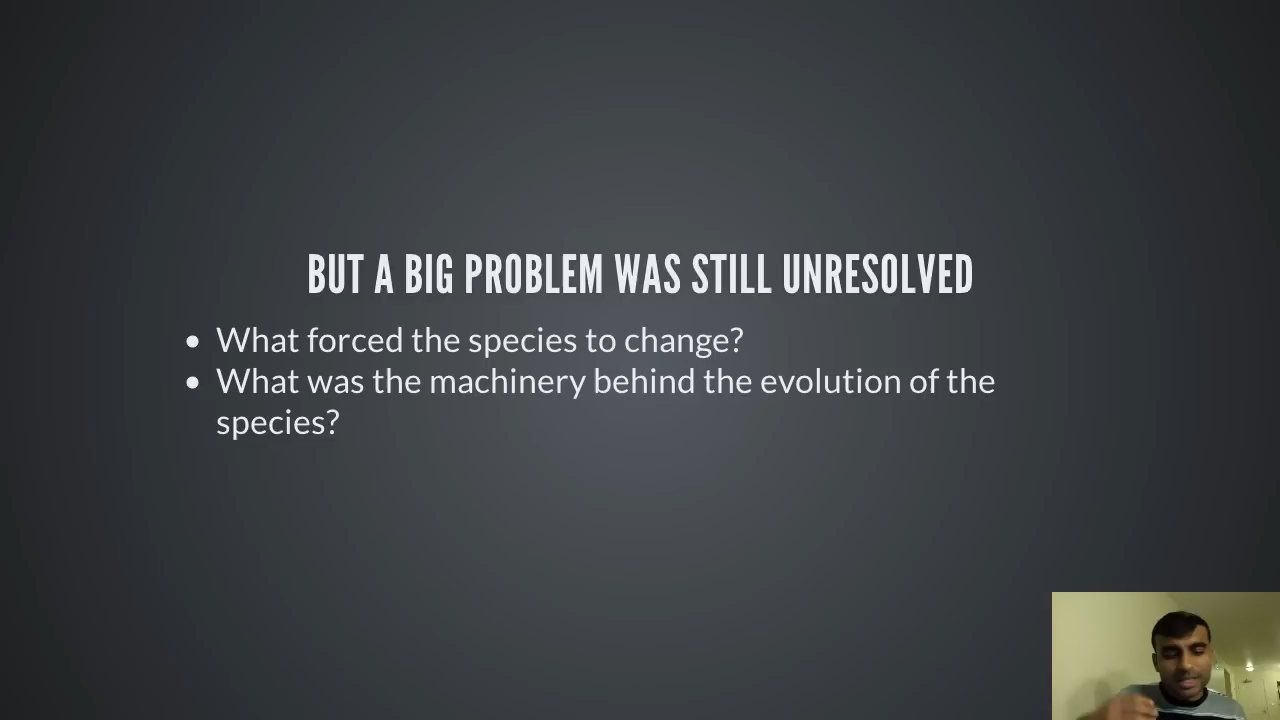 BUT A BIG PROBLEM WAS STILL UNRESOLVED
What forced the species to change?
What was the machinery behind the evolution of the
species?